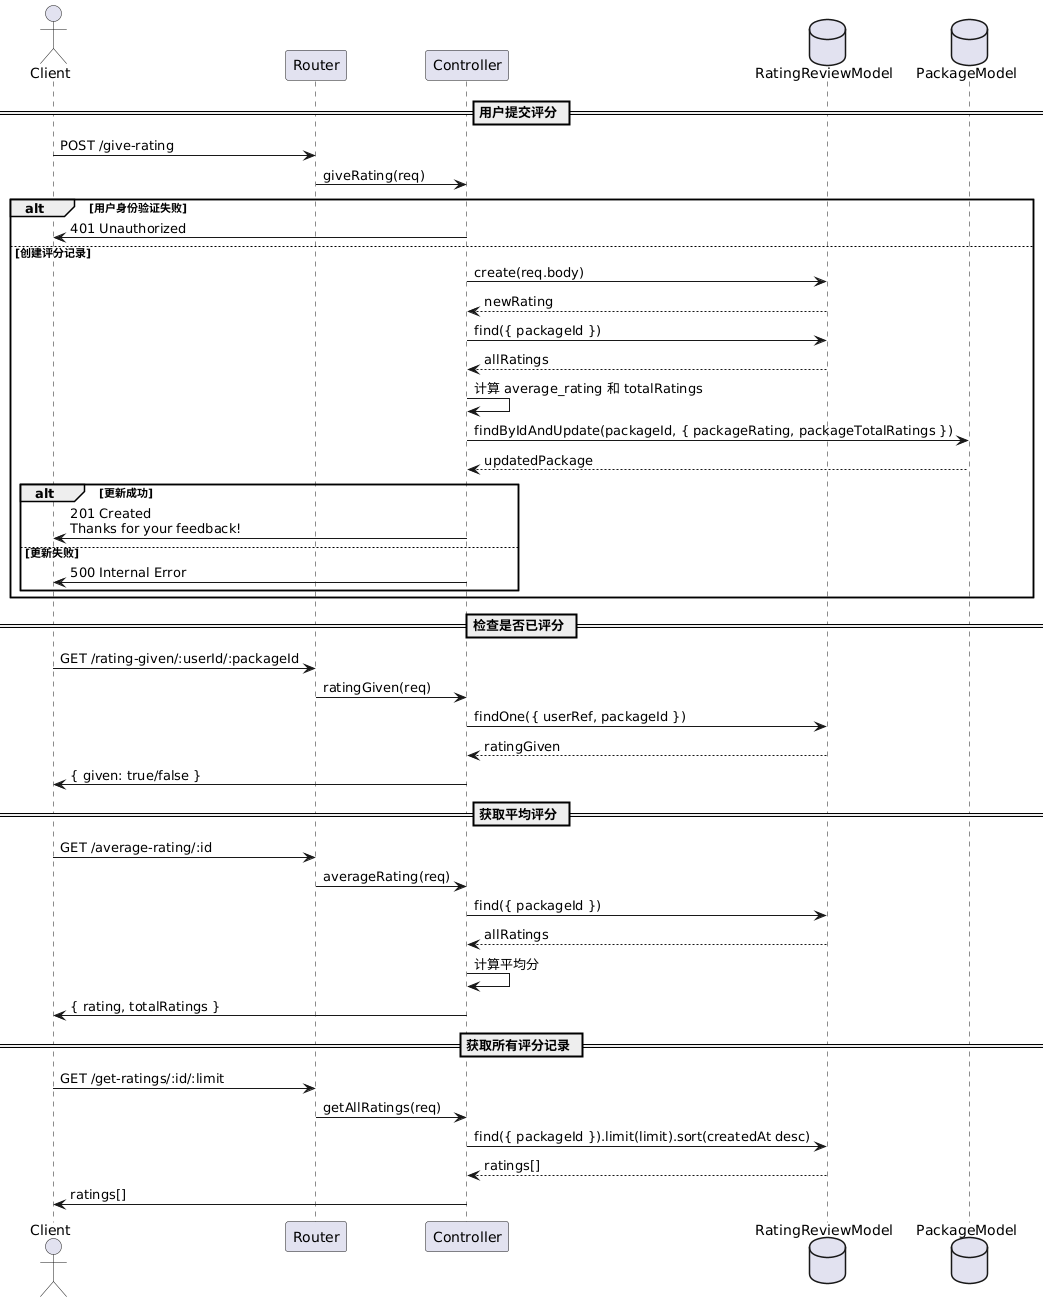 Client
Router
Controller
RatingReviewModel
PackageModel
用户提交评分
POST /give-rating
giveRating(req)
alt
[用户身份验证失败]
401 Unauthorized
[创建评分记录]
create(req.body)
newRating
find({ packageId })
allRatings
计算 average_rating 和 totalRatings
findByIdAndUpdate(packageId, { packageRating, packageTotalRatings })
updatedPackage
alt
[更新成功]
201 Created
Thanks for your feedback!
[更新失败]
500 Internal Error
检查是否已评分
GET /rating-given/:userId/:packageId
ratingGiven(req)
findOne({ userRef, packageId })
ratingGiven
{ given: true/false }
获取平均评分
GET /average-rating/:id
averageRating(req)
find({ packageId })
allRatings
计算平均分
{ rating, totalRatings }
获取所有评分记录
GET /get-ratings/:id/:limit
getAllRatings(req)
find({ packageId }).limit(limit).sort(createdAt desc)
ratings[]
ratings[]
Client
Router
Controller
RatingReviewModel
PackageModel